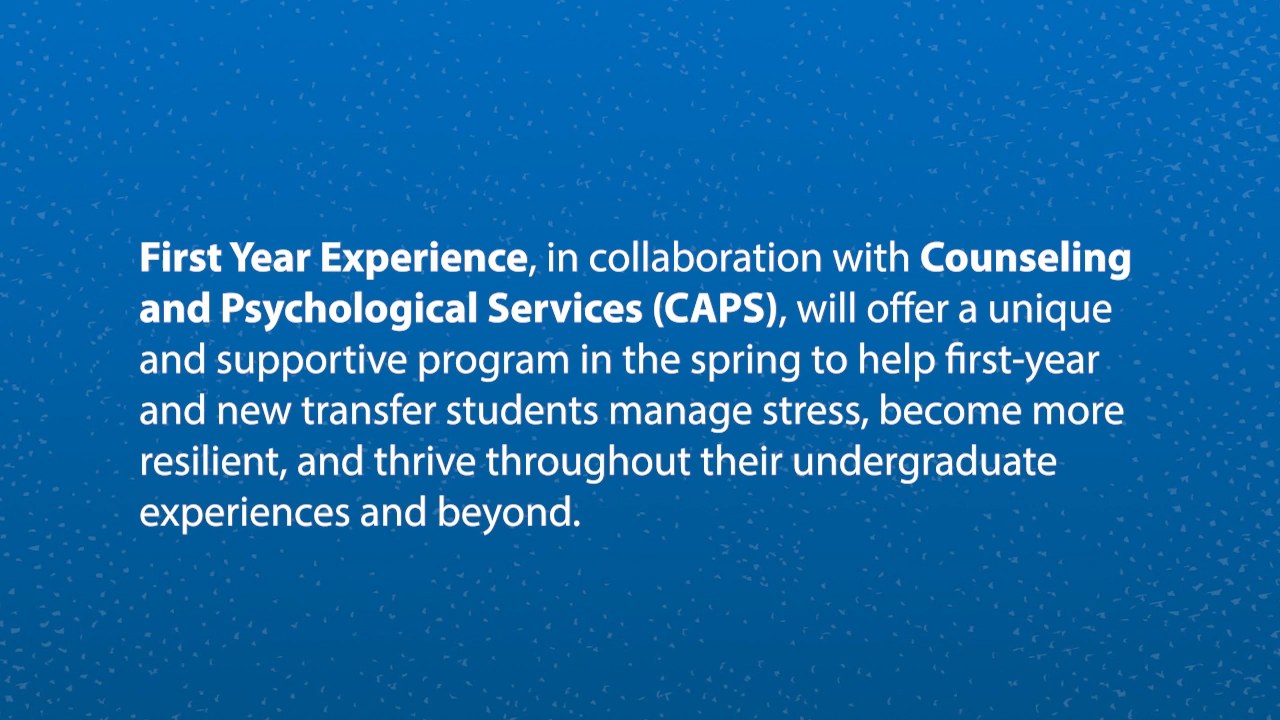 First Year Experience, in collaboration with Counseling
and Psychological Services (CAPS), will offer a unique
and supportive program in the spring to help first-year
and new transfer students manage stress, become more
resilient, and thrive throughout their undergraduate
experiences and beyond.